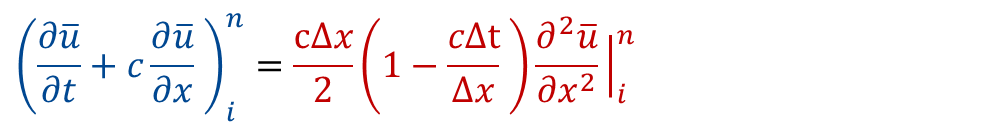 (∂ū/∂t + c ∂ū/∂x)ᵢⁿ = cΔx/2 (1 − cΔt/Δx) ∂²ū/∂x² |ᵢⁿ